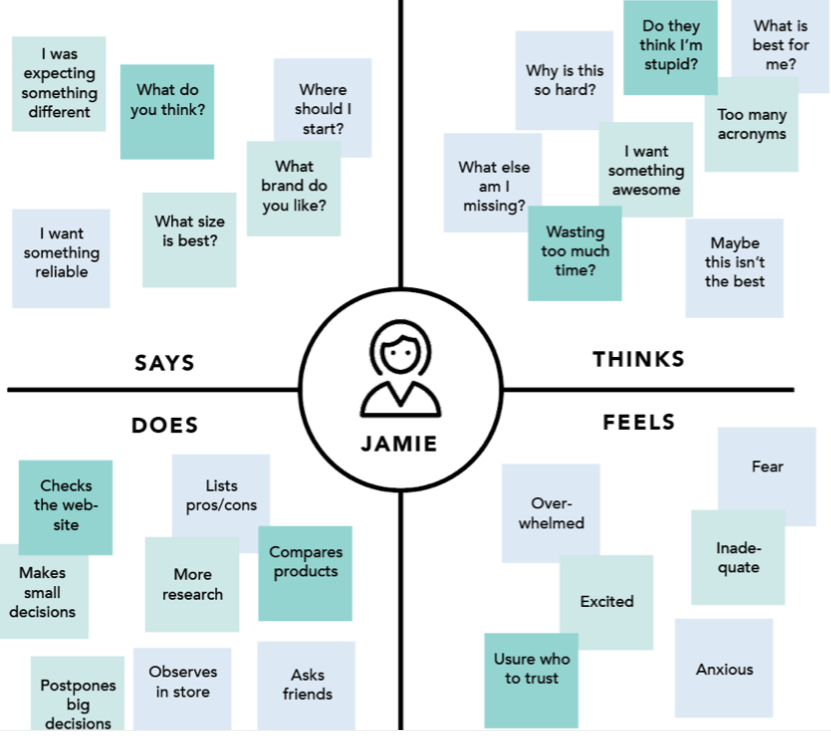 I was
expecting
something
different
What do
you think?
Where
should I
start?
What
brand do
you like?
What size
is best?
I want
something
reliable
SAYS
Why is this
so hard?
Do they
think I'm
stupid?
What is
best for
me?
Too many
acronyms
I want
something
awesome
What else
am I
missing?
Wasting
too much
time?
Maybe
this isn't
the best
THINKS
JAMIE
DOES
Checks
the web-
site
Lists
pros/cons
Compares
products
Makes
small
decisions
More
research
Postpones
big
decisions
Observes
in store
Asks
friends
FEELS
Over-
whelmed
Fear
Inade-
quate
Excited
Usure who
to trust
Anxious